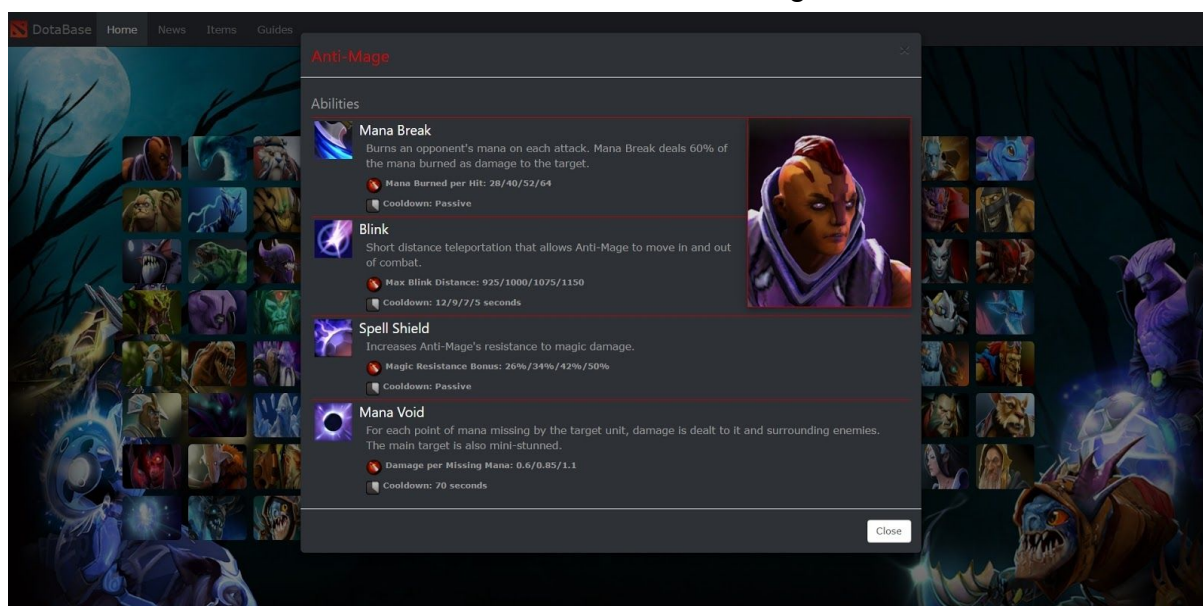 DotaBase Home News Items Guides
Anti-Mage ×
Abilities
Mana Break
Burns an opponent's mana on each attack. Mana Break deals 60% of
the mana burned as damage to the target.
Mana Burned per Hit: 28/40/52/64
Cooldown: Passive
Blink
Short distance teleportation that allows Anti-Mage to move in and out
of combat.
Max Blink Distance: 925/1000/1075/1150
Cooldown: 12/9/7/5 seconds
Spell Shield
Increases Anti-Mage's resistance to magic damage.
Magic Resistance Bonus: 26%/34%/42%/50%
Cooldown: Passive
Mana Void
For each point of mana missing by the target unit, damage is dealt to it and surrounding enemies.
The main target is also mini-stunned.
Damage per Missing Mana: 0.6/0.85/1.1
Cooldown: 70 seconds
Close